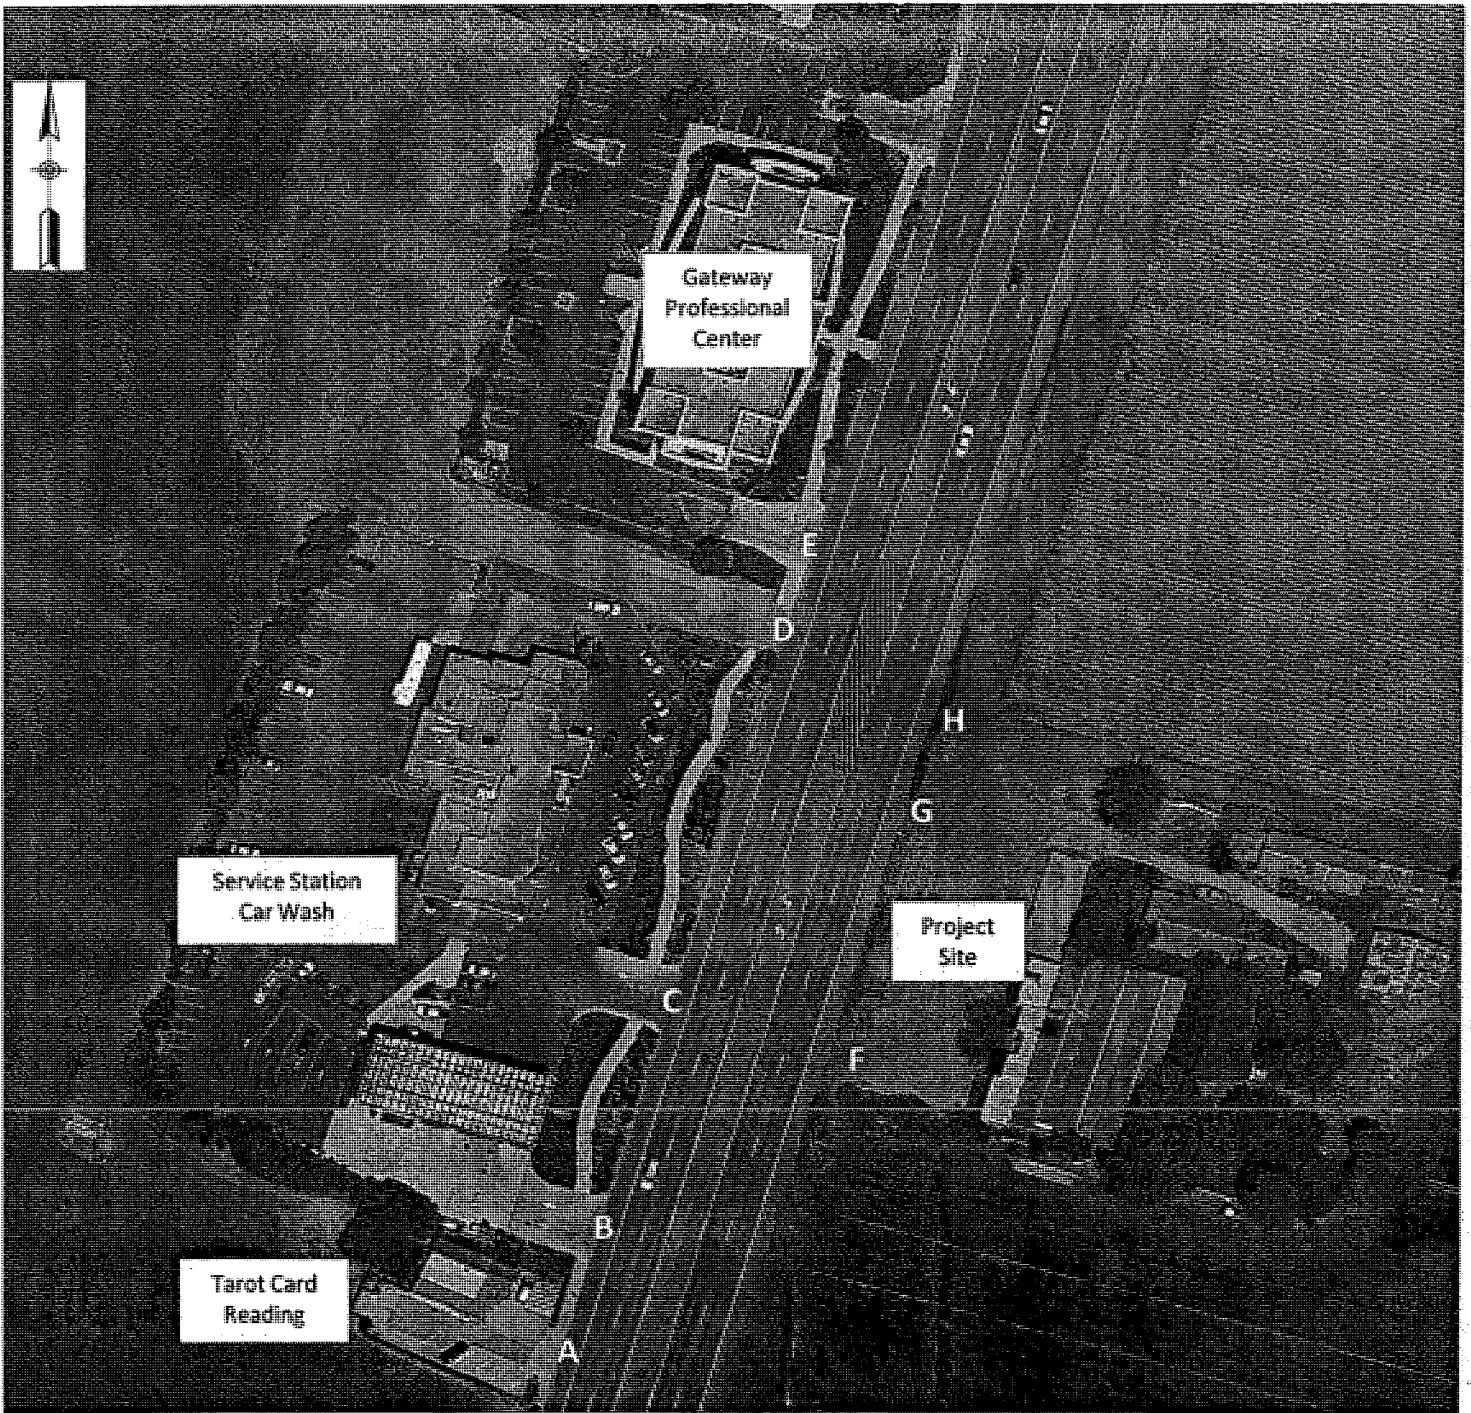 Gateway
Professional
Center
E
D
H
G
Service Station
Car Wash
Project
Site
C
F
B
Tarot Card
Reading
A